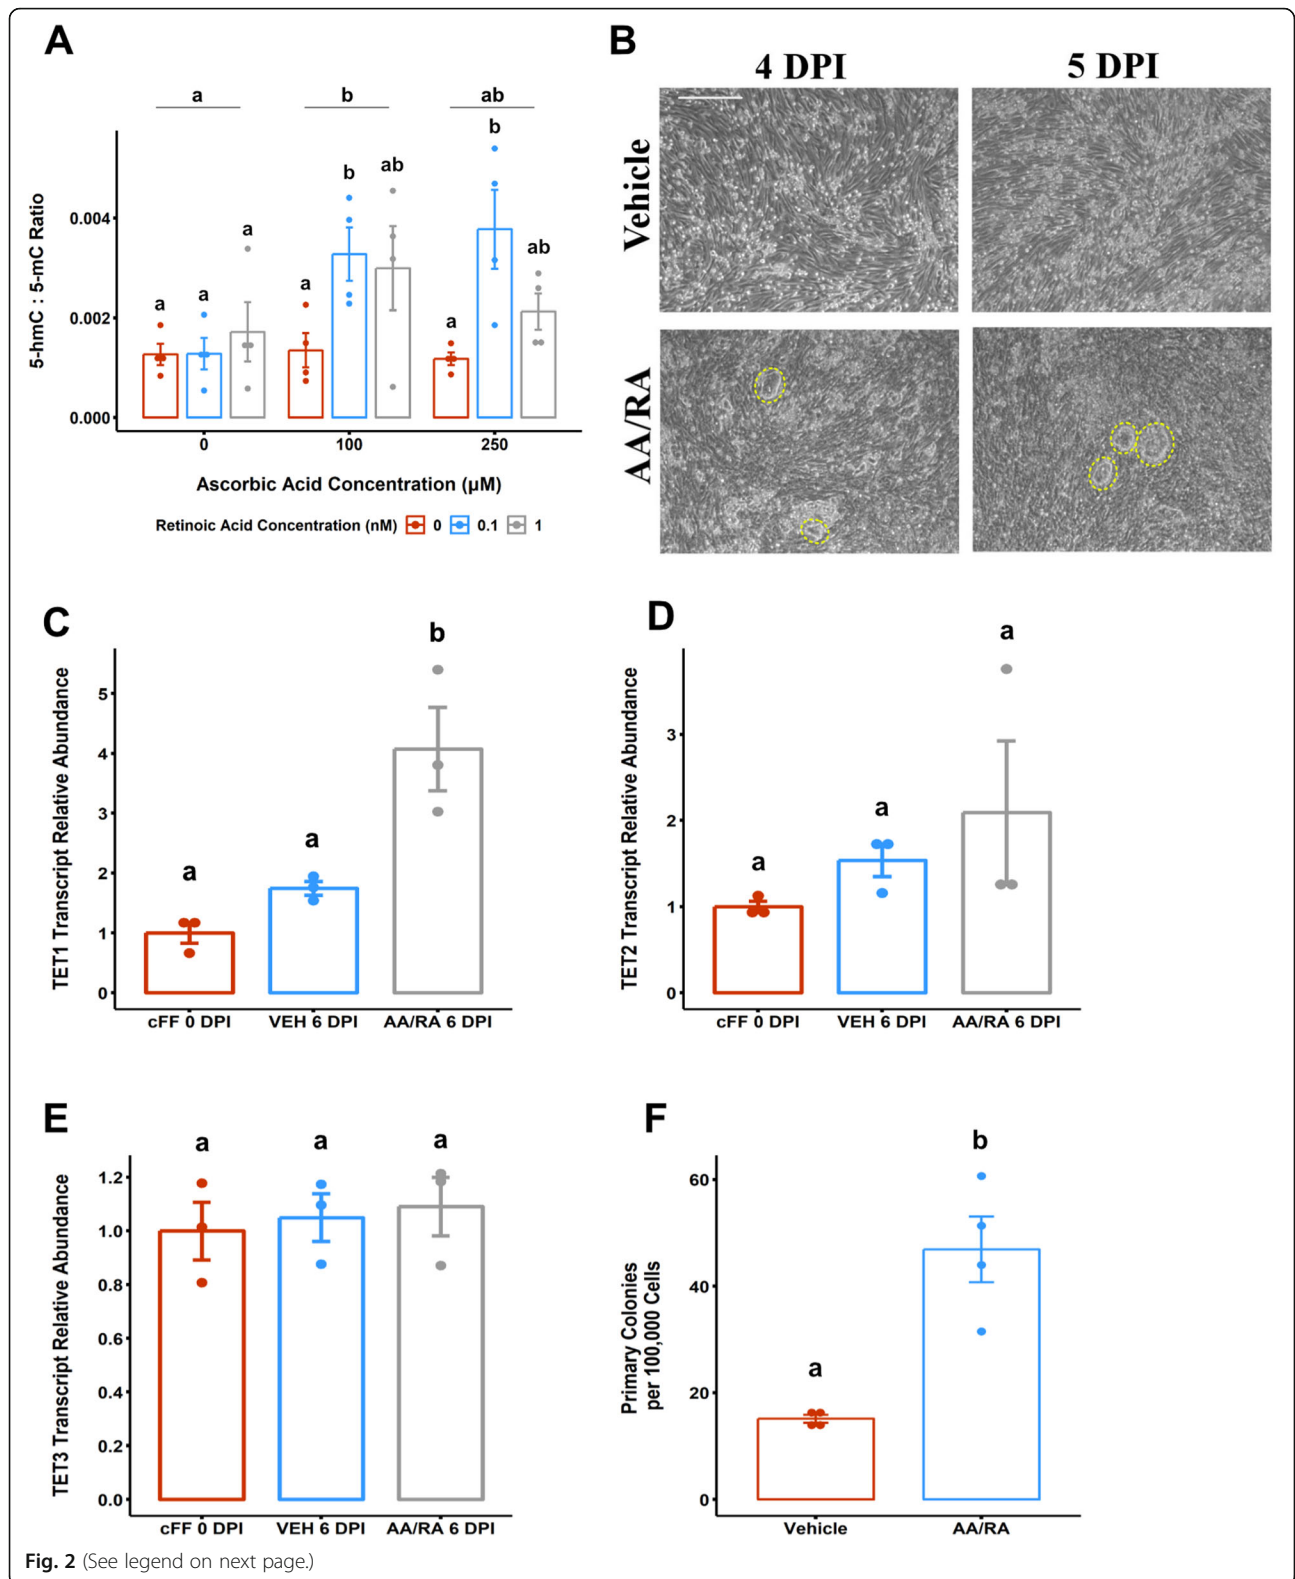 A
a b ab
b
b ab
a ab
a a a
a
5-hmC : 5-mC Ratio
0.004
0.002
0.000
0 100 250
Ascorbic Acid Concentration (µM)
Retinoic Acid Concentration (nM) 0 0.1 1
B
4 DPI 5 DPI
Vehicle
AA/RA
C
b
a
a
TET1 Transcript Relative Abundance
5
4
3
2
1
0
cFF 0 DPI VEH 6 DPI AA/RA 6 DPI
D
a
a
a
TET2 Transcript Relative Abundance
3
2
1
0
cFF 0 DPI VEH 6 DPI AA/RA 6 DPI
E
a a a
TET3 Transcript Relative Abundance
1.2
1.0
0.8
0.6
0.4
0.2
0.0
cFF 0 DPI VEH 6 DPI AA/RA 6 DPI
F
b
a
Primary Colonies
per 100,000 Cells
60
40
20
0
Vehicle AA/RA
Fig. 2 (See legend on next page.)